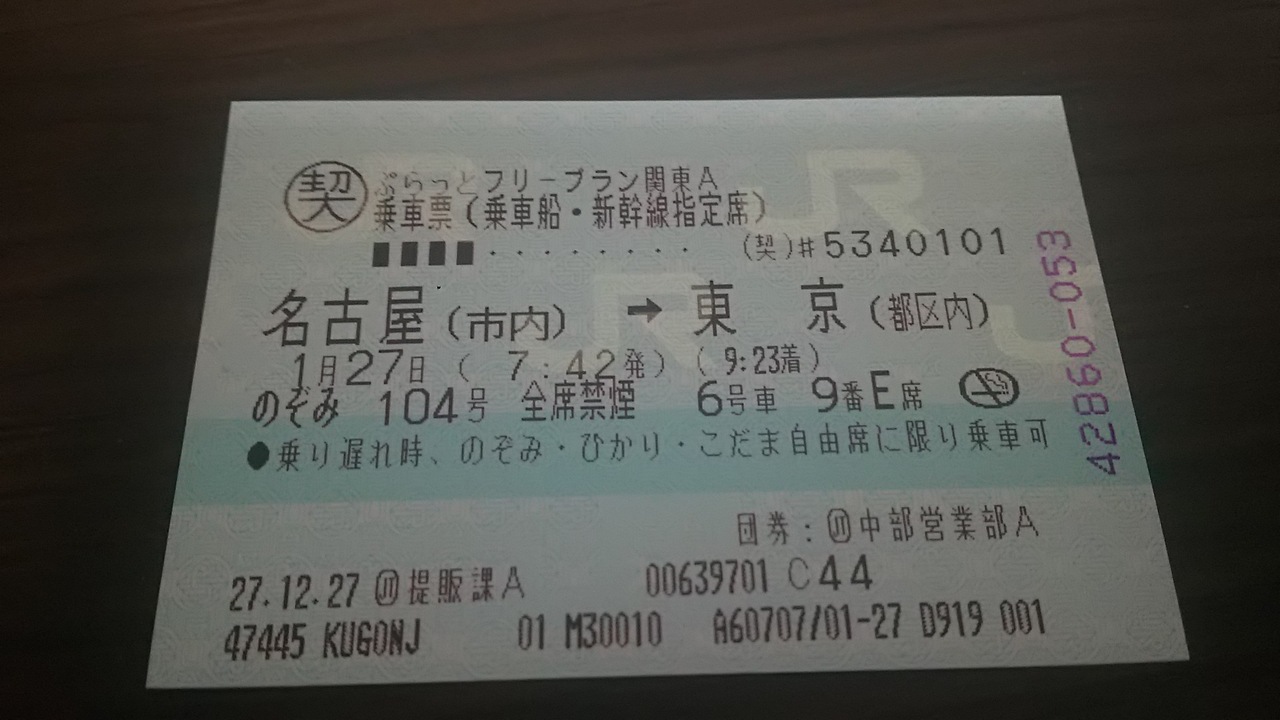 契 ぷらっとフリープラン関東A
乗車票(乗車船・新幹線指定席)
■■■■・・・・・・・・ (契)#5340101
名古屋(市内) ➡ 東 京(都区内)
1月27日( 7:42発)( 9:23着)
のぞみ 104号 全席禁煙 6号車 9番E席
●乗り遅れ時、のぞみ・ひかり・こだま自由席に限り乗車可
団券:中部営業部A
27.12.27 提販課A 00639701 C44
47445 KUGONJ 01 M30010 A60707/01-27 D919 001
42860-053
JR
JR
J